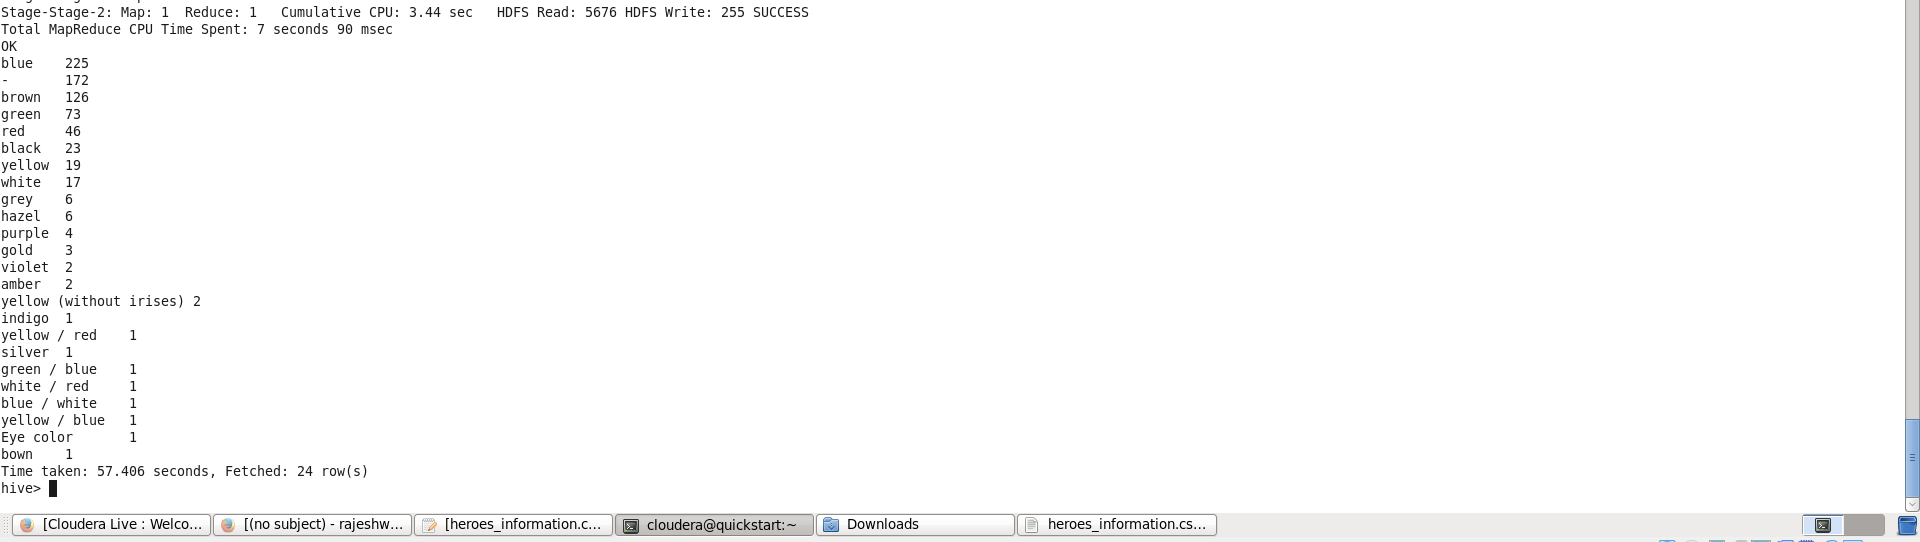 Stage-Stage-2: Map: 1  Reduce: 1   Cumulative CPU: 3.44 sec   HDFS Read: 5676 HDFS Write: 255 SUCCESS
Total MapReduce CPU Time Spent: 7 seconds 90 msec
OK
blue    225
-       172
brown   126
green   73
red     46
black   23
yellow  19
white   17
grey    6
hazel   6
purple  4
gold    3
violet  2
amber   2
yellow (without irises) 2
indigo  1
yellow / red    1
silver  1
green / blue    1
white / red     1
blue / white    1
yellow / blue   1
Eye color       1
bown    1
Time taken: 57.406 seconds, Fetched: 24 row(s)
hive>
[Cloudera Live : Welco... [(no subject) - rajeshw... [heroes_information.c... cloudera@quickstart:~ Downloads heroes_information.cs...